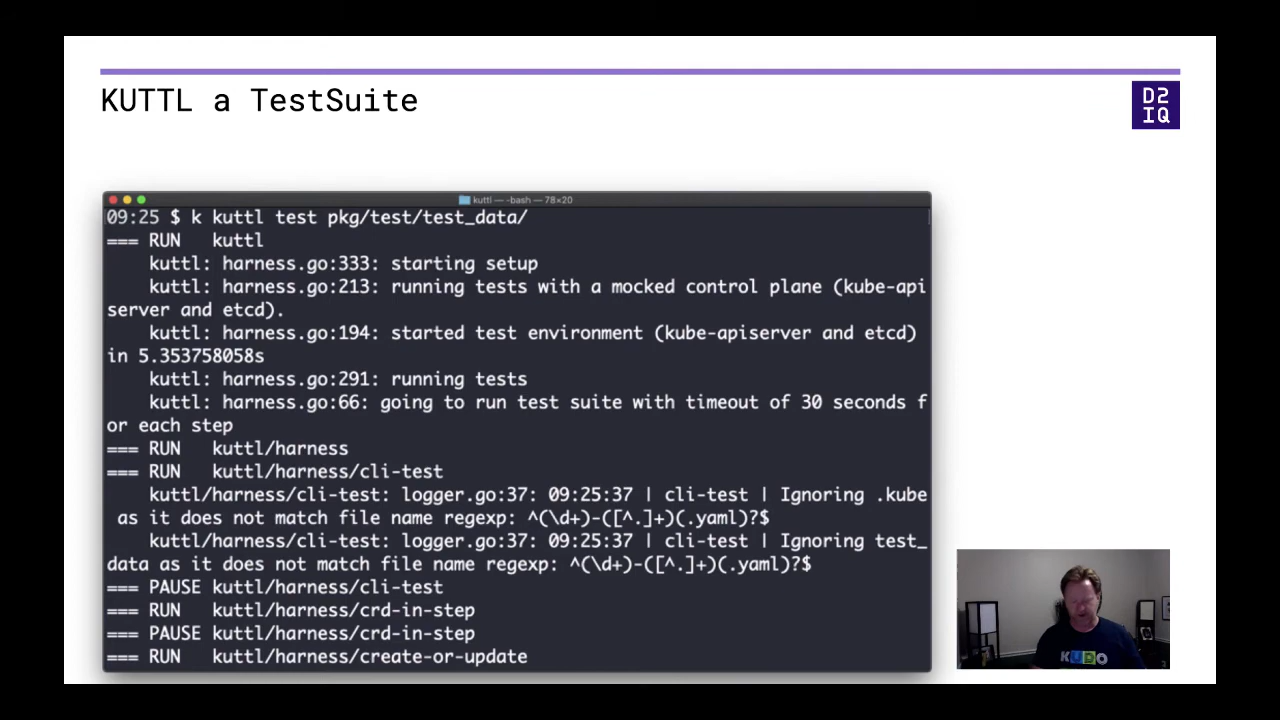 KUTTL a TestSuite
D2
IQ
kuttl — -bash — 78×20
09:25 $ k kuttl test pkg/test/test_data/
=== RUN   kuttl
    kuttl: harness.go:333: starting setup
    kuttl: harness.go:213: running tests with a mocked control plane (kube-api
server and etcd).
    kuttl: harness.go:194: started test environment (kube-apiserver and etcd)
in 5.353758058s
    kuttl: harness.go:291: running tests
    kuttl: harness.go:66: going to run test suite with timeout of 30 seconds f
or each step
=== RUN   kuttl/harness
=== RUN   kuttl/harness/cli-test
    kuttl/harness/cli-test: logger.go:37: 09:25:37 | cli-test | Ignoring .kube
 as it does not match file name regexp: ^(\d+)-([^.]+)(.yaml)?$
    kuttl/harness/cli-test: logger.go:37: 09:25:37 | cli-test | Ignoring test_
data as it does not match file name regexp: ^(\d+)-([^.]+)(.yaml)?$
=== PAUSE kuttl/harness/cli-test
=== RUN   kuttl/harness/crd-in-step
=== PAUSE kuttl/harness/crd-in-step
=== RUN   kuttl/harness/create-or-update
KUDO